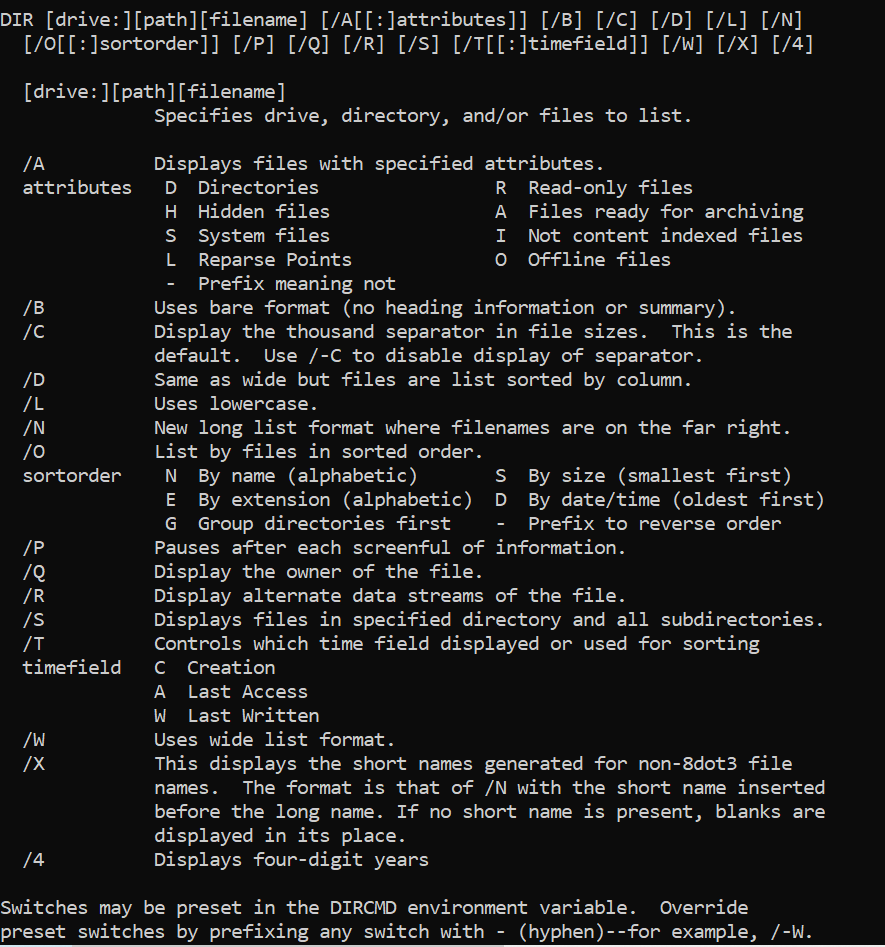 DIR [drive:][path][filename] [/A[[:]attributes]] [/B] [/C] [/D] [/L] [/N]
  [/O[[:]sortorder]] [/P] [/Q] [/R] [/S] [/T[[:]timefield]] [/W] [/X] [/4]

  [drive:][path][filename]
              Specifies drive, directory, and/or files to list.

  /A          Displays files with specified attributes.
  attributes   D  Directories                R  Read-only files
               H  Hidden files               A  Files ready for archiving
               S  System files               I  Not content indexed files
               L  Reparse Points             O  Offline files
               -  Prefix meaning not
  /B          Uses bare format (no heading information or summary).
  /C          Display the thousand separator in file sizes.  This is the
              default.  Use /-C to disable display of separator.
  /D          Same as wide but files are list sorted by column.
  /L          Uses lowercase.
  /N          New long list format where filenames are on the far right.
  /O          List by files in sorted order.
  sortorder    N  By name (alphabetic)       S  By size (smallest first)
               E  By extension (alphabetic)  D  By date/time (oldest first)
               G  Group directories first    -  Prefix to reverse order
  /P          Pauses after each screenful of information.
  /Q          Display the owner of the file.
  /R          Display alternate data streams of the file.
  /S          Displays files in specified directory and all subdirectories.
  /T          Controls which time field displayed or used for sorting
  timefield   C  Creation
              A  Last Access
              W  Last Written
  /W          Uses wide list format.
  /X          This displays the short names generated for non-8dot3 file
              names.  The format is that of /N with the short name inserted
              before the long name. If no short name is present, blanks are
              displayed in its place.
  /4          Displays four-digit years

Switches may be preset in the DIRCMD environment variable.  Override
preset switches by prefixing any switch with - (hyphen)--for example, /-W.